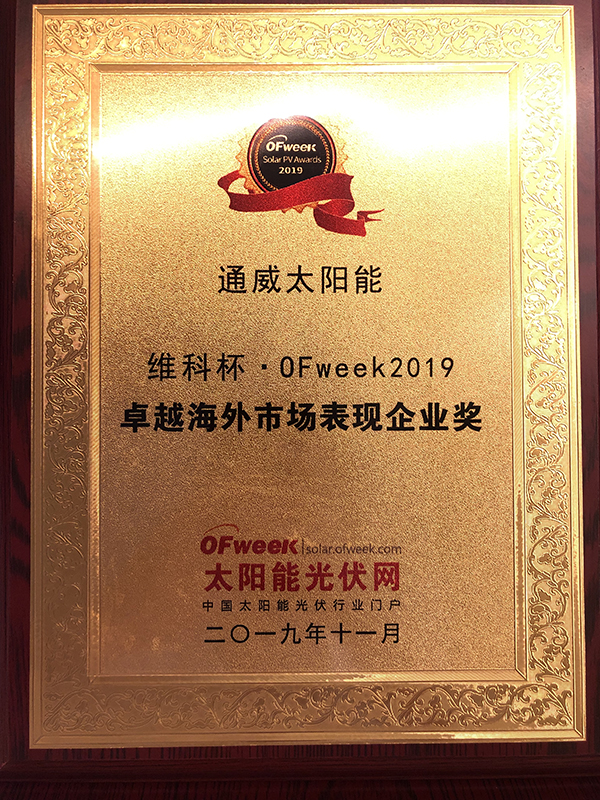 OFweek
Solar PV Awards
2019
通威太阳能
维科杯·OFweek2019
卓越海外市场表现企业奖
OFweek | solar.ofweek.com
太阳能光伏网
中国太阳能光伏行业门户
二〇一九年十一月